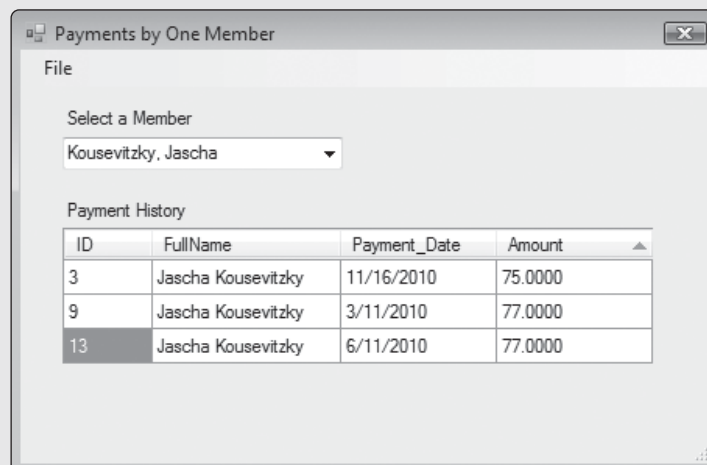 Payments by One Member
File
Select a Member
Kousevitzky, Jascha
Payment History
ID FullName Payment_Date Amount
3 Jascha Kousevitzky 11/16/2010 75.0000
9 Jascha Kousevitzky 3/11/2010 77.0000
13 Jascha Kousevitzky 6/11/2010 77.0000